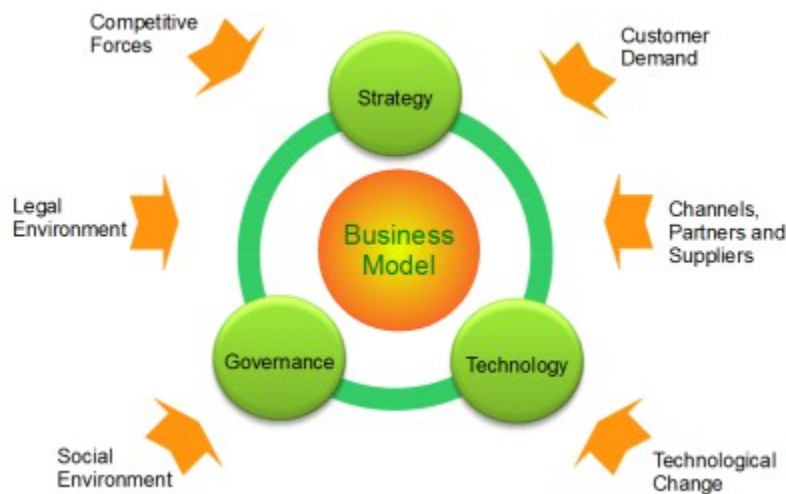 Competitive
Forces
Customer
Demand
Strategy
Legal
Environment
Business
Model
Channels,
Partners and
Suppliers
Governance
Technology
Social
Environment
Technological
Change